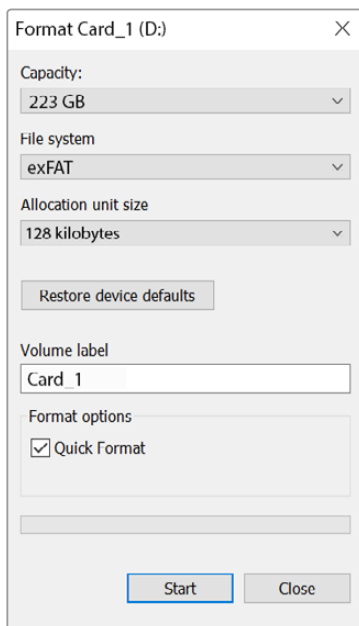 Format Card_1 (D:)
Capacity:
223 GB
File system
exFAT
Allocation unit size
128 kilobytes
Restore device defaults
Volume label
Card_1
Format options
Quick Format
Start Close